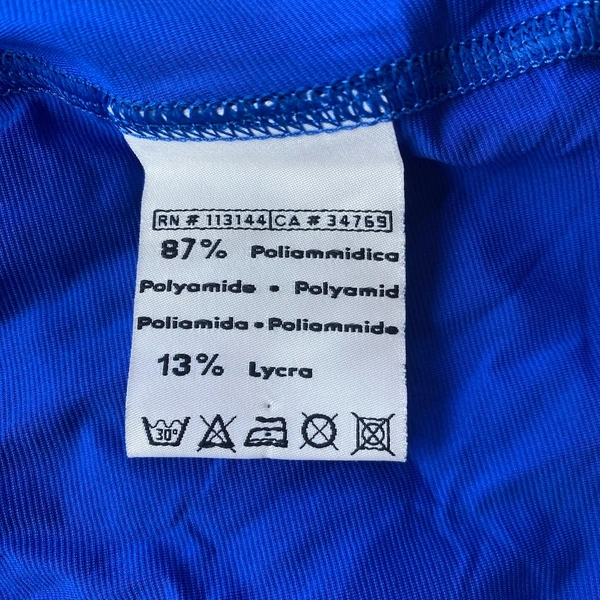 RN # 113144 CA # 34769
87% Poliammidica
Polyamide • Polyamid
Poliamida • Poliammide
13% Lycra
30°